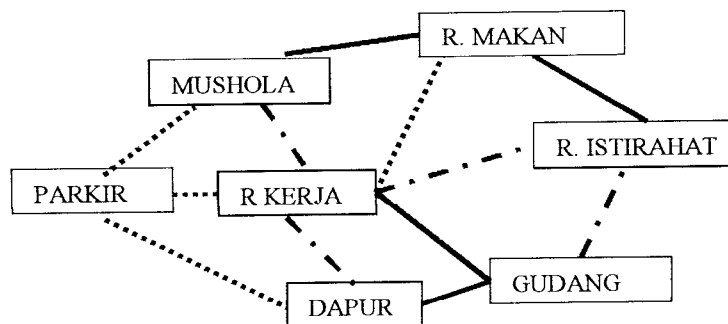 R. MAKAN
MUSHOLA
R. ISTIRAHAT
PARKIR
R KERJA
GUDANG
DAPUR